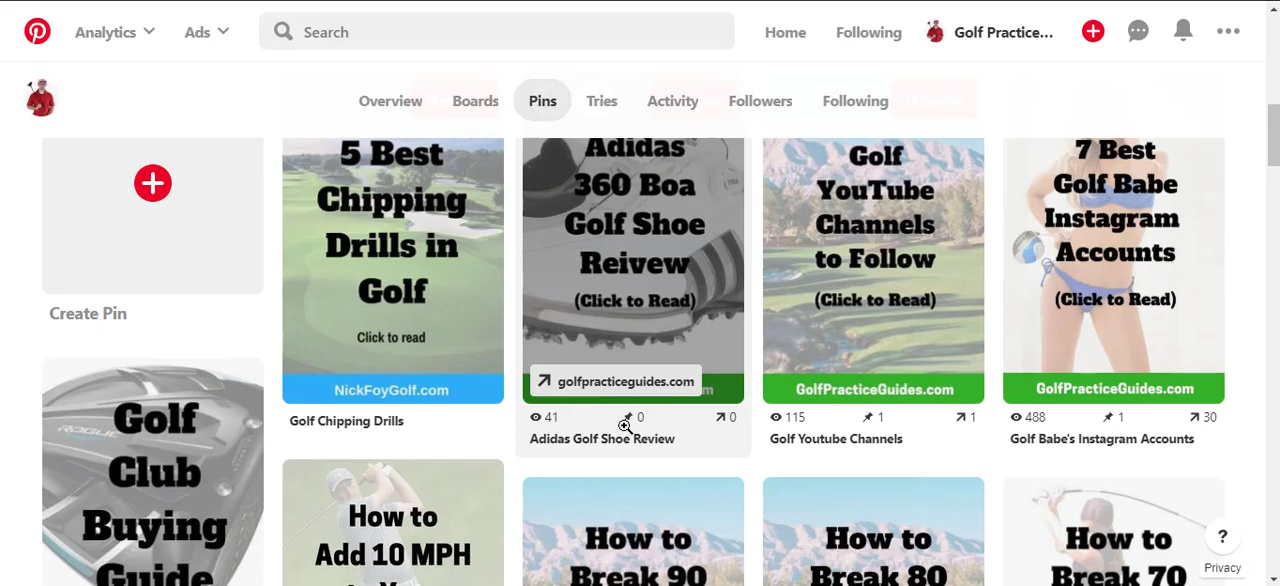 Analytics
Ads
Search
Home
Following
Golf Practice...
Overview
Boards
Pins
Tries
Activity
Followers
Following
Create Pin
Golf
Club
Buying
Guide
5 Best
Chipping
Drills in
Golf
Click to read
NickFoyGolf.com
Golf Chipping Drills
How to
Add 10 MPH
Adidas
360 Boa
Golf Shoe
Reivew
(Click to Read)
golfpracticeguides.com
41
0
0
Adidas Golf Shoe Review
How to
Break 90
Golf
YouTube
Channels
to Follow
(Click to Read)
GolfPracticeGuides.com
115
1
1
Golf Youtube Channels
How to
Break 80
7 Best
Golf Babe
Instagram
Accounts
(Click to Read)
GolfPracticeGuides.com
488
1
30
Golf Babe's Instagram Accounts
How to
Break 70
?
Privacy